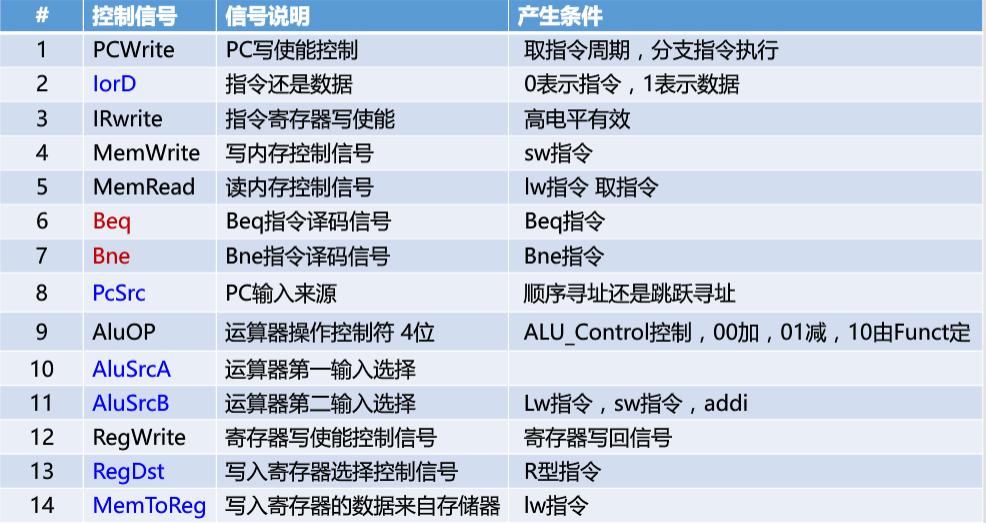 # 控制信号 信号说明 产生条件
1 PCWrite PC写使能控制 取指令周期，分支指令执行
2 IorD 指令还是数据 0表示指令，1表示数据
3 IRwrite 指令寄存器写使能 高电平有效
4 MemWrite 写内存控制信号 sw指令
5 MemRead 读内存控制信号 lw指令 取指令
6 Beq Beq指令译码信号 Beq指令
7 Bne Bne指令译码信号 Bne指令
8 PcSrc PC输入来源 顺序寻址还是跳跃寻址
9 AluOP 运算器操作控制符 4位 ALU_Control控制，00加，01减，10由Funct定
10 AluSrcA 运算器第一输入选择
11 AluSrcB 运算器第二输入选择 Lw指令，sw指令，addi
12 RegWrite 寄存器写使能控制信号 寄存器写回信号
13 RegDst 写入寄存器选择控制信号 R型指令
14 MemToReg 写入寄存器的数据来自存储器 lw指令